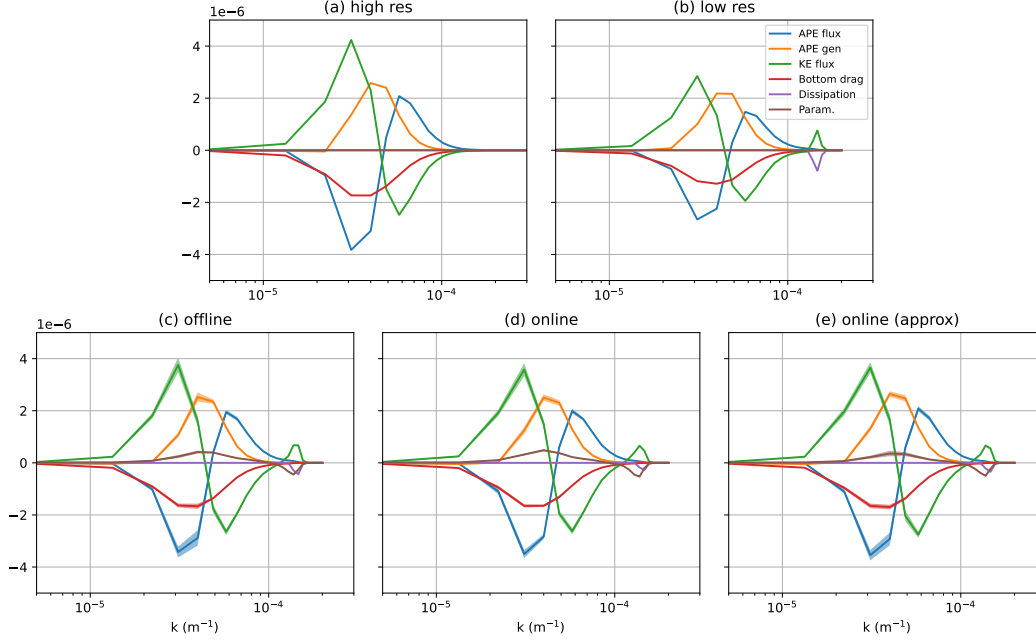 (a) high res
(b) low res
1e−6
APE flux
APE gen
KE flux
Bottom drag
Dissipation
Param.
4
2
0
−2
−4
10⁻⁵
10⁻⁴
10⁻⁵
10⁻⁴
(c) offline
(d) online
(e) online (approx)
1e−6
4
2
0
−2
−4
10⁻⁵
10⁻⁴
10⁻⁵
10⁻⁴
10⁻⁵
10⁻⁴
k (m⁻¹)
k (m⁻¹)
k (m⁻¹)